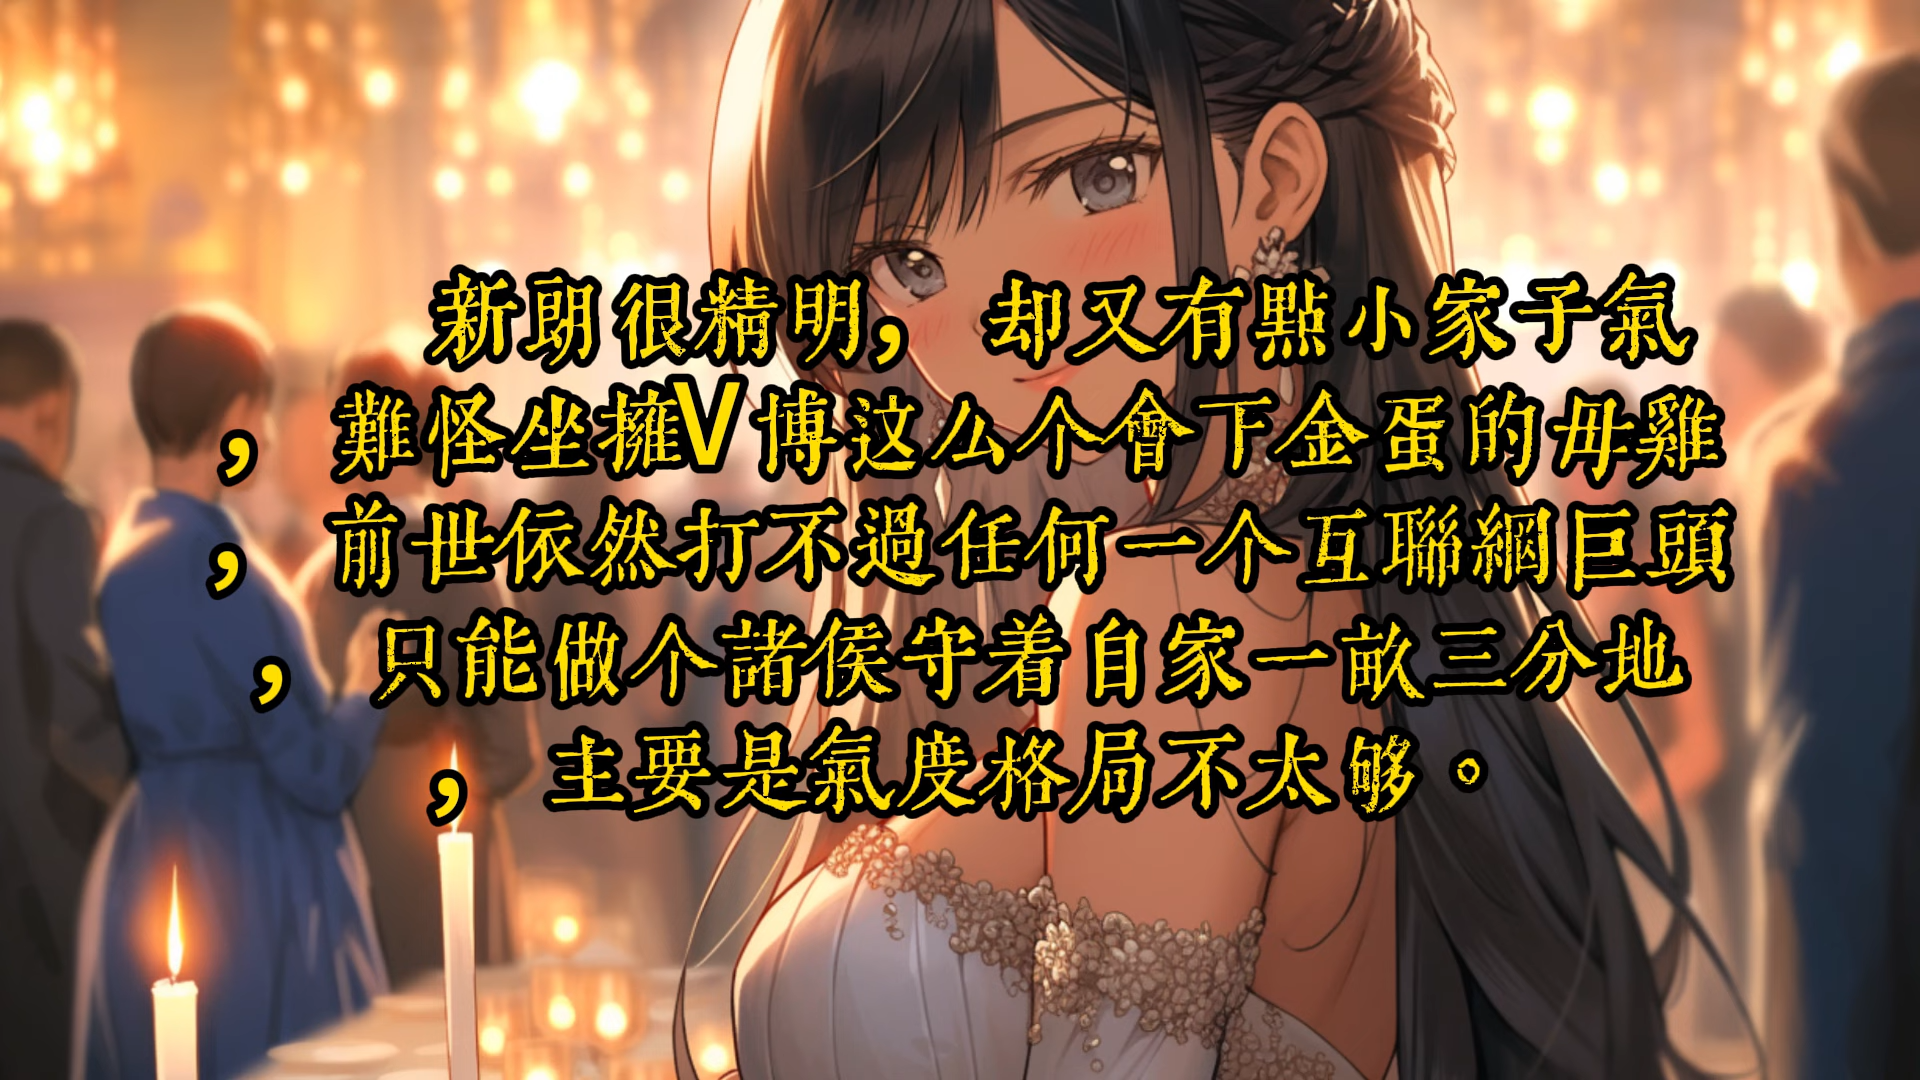 新朗很精明，却又有點小家子氣
，難怪坐擁V博这么个會下金蛋的毋雞
，前世依然打不過任何一个互聯網巨頭
，只能做个諸侯守着自家一畝三分地
，主要是氣度格局不太够。